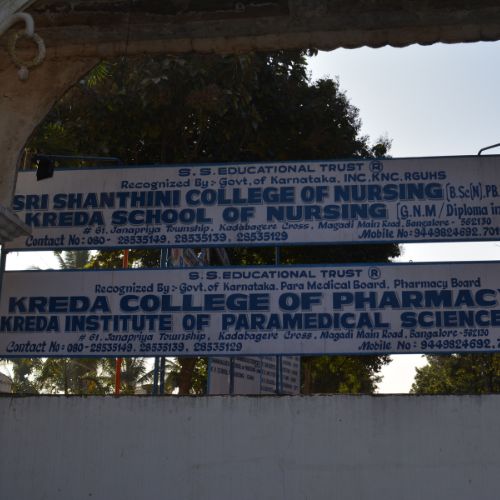 S.S.EDUCATIONAL TRUST ®
Recognized By :- Govt. of Karnataka, INC, KNC, RGUHS
SRI SHANTHINI COLLEGE OF NURSING [B.Sc[N], PB
KREDA SCHOOL OF NURSING [G.N.M / Diploma in
# 61, Janapriya Township, Kadabagere Cross, Magadi Main Road, Bangalore - 562130
Contact No : 080- 28535149, 28535139, 28535129 Mobile No : 9449824692, 701
S.S.EDUCATIONAL TRUST ®
Recognized By :- Govt. of Karnataka, Para Medical Board, Pharmacy Board
KREDA COLLEGE OF PHARMACY
KREDA INSTITUTE OF PARAMEDICAL SCIENCE
# 61, Janapriya Township, Kadabagere Cross, Magadi Main Road, Bangalore- 562130
Contact No : 080- 28535149, 28535139, 28535129 Mobile No : 9449824692, 7